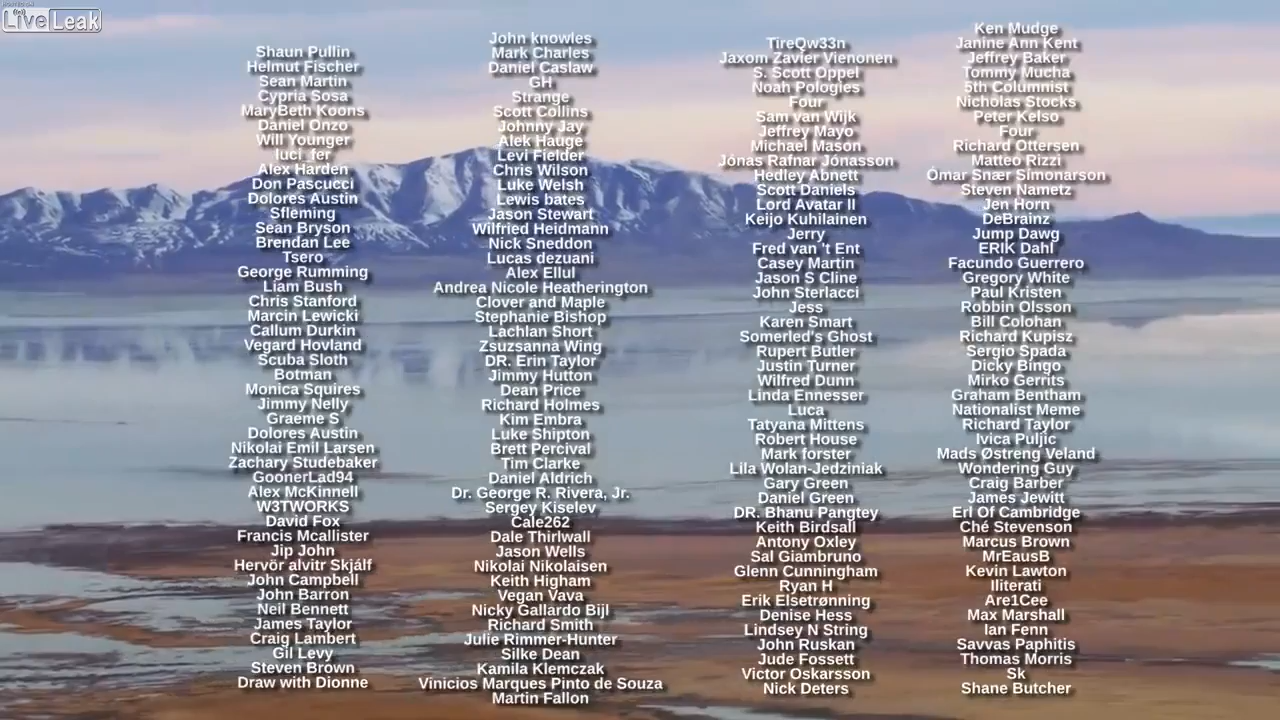 LiveLeak
Shaun Pullin
Helmut Fischer
Sean Martin
Cypria Sosa
MaryBeth Koons
Daniel Onzo
Will Younger
luci_fer
Alex Harden
Don Pascucci
Dolores Austin
Sfleming
Sean Bryson
Brendan Lee
Tsero
George Rumming
Liam Bush
Chris Stanford
Marcin Lewicki
Callum Durkin
Vegard Hovland
Scuba Sloth
Botman
Monica Squires
Jimmy Nelly
Graeme S
Dolores Austin
Nikolai Emil Larsen
Zachary Studebaker
GoonerLad94
Alex McKinnell
W3TWORKS
David Fox
Francis Mcallister
Jip John
Hervör alvitr Skjálf
John Campbell
John Barron
Neil Bennett
James Taylor
Craig Lambert
Gil Levy
Steven Brown
Draw with Dionne
John knowles
Mark Charles
Daniel Caslaw
GH
Strange
Scott Collins
Johnny Jay
Alek Hauge
Levi Fielder
Chris Wilson
Luke Welsh
Lewis bates
Jason Stewart
Wilfried Heidmann
Nick Sneddon
Lucas dezuani
Alex Ellul
Andrea Nicole Heatherington
Clover and Maple
Stephanie Bishop
Lachlan Short
Zsuzsanna Wing
DR. Erin Taylor
Jimmy Hutton
Dean Price
Richard Holmes
Kim Embra
Luke Shipton
Brett Percival
Tim Clarke
Daniel Aldrich
Dr. George R. Rivera, Jr.
Sergey Kiselev
Cale262
Dale Thirlwall
Jason Wells
Nikolai Nikolaisen
Keith Higham
Vegan Vava
Nicky Gallardo Bijl
Richard Smith
Julie Rimmer-Hunter
Silke Dean
Kamila Klemczak
Vinicios Marques Pinto de Souza
Martin Fallon
TireQw33n
Jaxom Zavier Vienonen
S. Scott Oppel
Noah Pologies
Four
Sam van Wijk
Jeffrey Mayo
Michael Mason
Jónas Rafnar Jónasson
Hedley Abnett
Scott Daniels
Lord Avatar II
Keijo Kuhilainen
Jerry
Fred van 't Ent
Casey Martin
Jason S Cline
John Sterlacci
Jess
Karen Smart
Somerled's Ghost
Rupert Butler
Justin Turner
Wilfred Dunn
Linda Ennesser
Luca
Tatyana Mittens
Robert House
Mark forster
Lila Wolan-Jedziniak
Gary Green
Daniel Green
DR. Bhanu Pangtey
Keith Birdsall
Antony Oxley
Sal Giambruno
Glenn Cunningham
Ryan H
Erik Elsetrønning
Denise Hess
Lindsey N String
John Ruskan
Jude Fossett
Victor Oskarsson
Nick Deters
Ken Mudge
Janine Ann Kent
Jeffrey Baker
Tommy Mucha
5th Columnist
Nicholas Stocks
Peter Kelso
Four
Richard Ottersen
Matteo Rizzi
Ómar Snær Símonarson
Steven Nametz
Jen Horn
DeBrainz
Jump Dawg
ERIK Dahl
Facundo Guerrero
Gregory White
Paul Kristen
Robbin Olsson
Bill Colohan
Richard Kupisz
Sergio Spada
Dicky Bingo
Mirko Gerrits
Graham Bentham
Nationalist Meme
Richard Taylor
Ivica Puljic
Mads Østreng Veland
Wondering Guy
Craig Barber
James Jewitt
Erl Of Cambridge
Ché Stevenson
Marcus Brown
MrEausB
Kevin Lawton
Iliterati
Are1Cee
Max Marshall
Ian Fenn
Savvas Paphitis
Thomas Morris
Sk
Shane Butcher